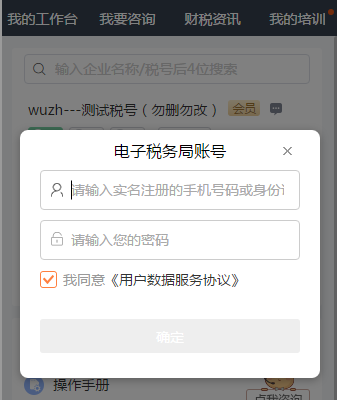 我的工作台 我要咨询 财税资讯 我的培训
输入企业名称/税号后4位搜索
wuzh---测试税号（勿删勿改） 会员
电子税务局账号
请输入实名注册的手机号码或身份
请输入您的密码
我同意《用户数据服务协议》
确定
操作手册
点我咨询